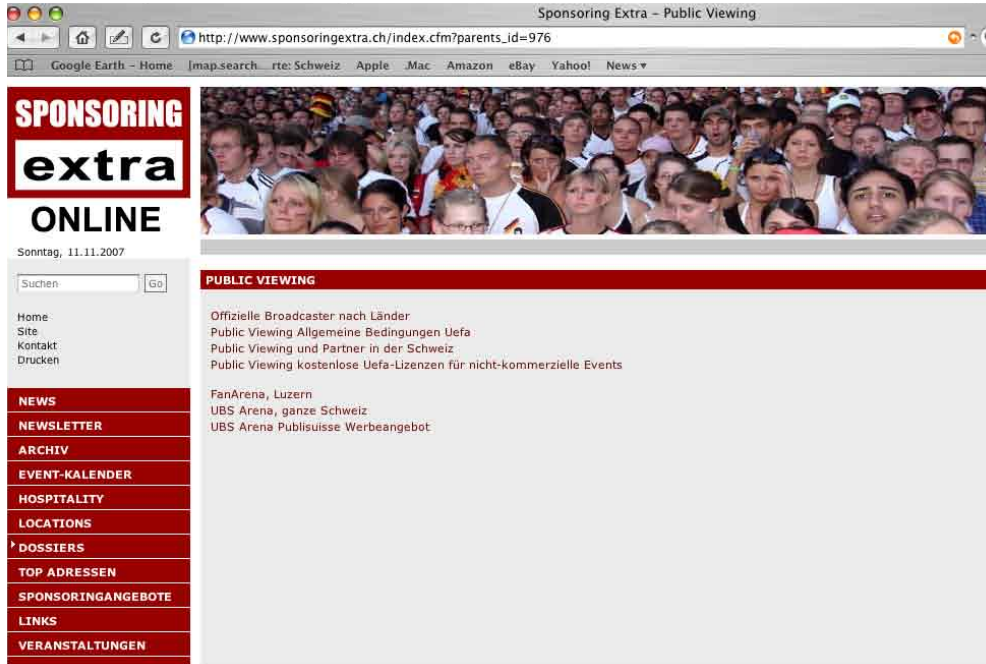 Sponsoring Extra – Public Viewing
http://www.sponsoringextra.ch/index.cfm?parents_id=976
Google Earth – Home [map.search....rte: Schweiz Apple .Mac Amazon eBay Yahoo! News ▾
SPONSORING
extra
ONLINE
Sonntag, 11.11.2007
Suchen Go
Home
Site
Kontakt
Drucken
NEWS
NEWSLETTER
ARCHIV
EVENT-KALENDER
HOSPITALITY
LOCATIONS
DOSSIERS
TOP ADRESSEN
SPONSORINGANGEBOTE
LINKS
VERANSTALTUNGEN
PUBLIC VIEWING
Offizielle Broadcaster nach Länder
Public Viewing Allgemeine Bedingungen Uefa
Public Viewing und Partner in der Schweiz
Public Viewing kostenlose Uefa-Lizenzen für nicht-kommerzielle Events
FanArena, Luzern
UBS Arena, ganze Schweiz
UBS Arena Publisuisse Werbeangebot